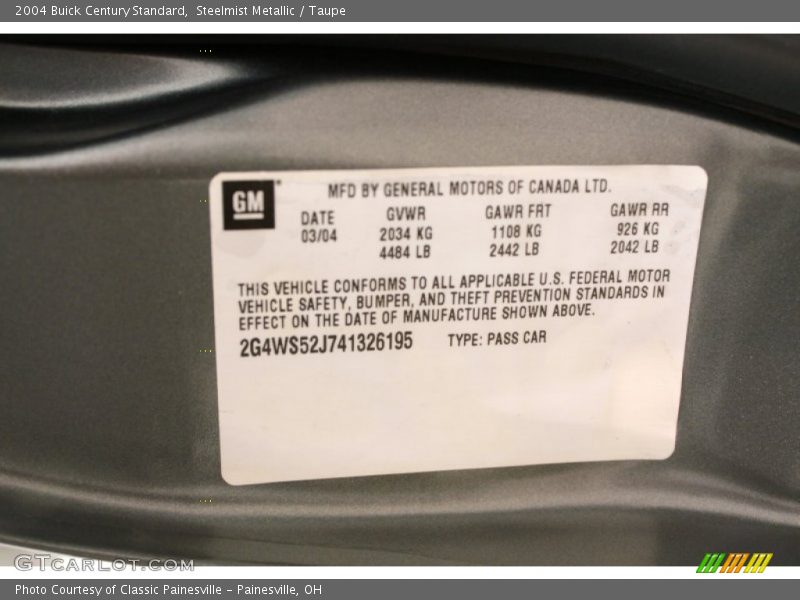 2004 Buick Century Standard, Steelmist Metallic / Taupe
GM
MFD BY GENERAL MOTORS OF CANADA LTD.
DATE GVWR GAWR FRT GAWR RR
03/04 2034 KG 1108 KG 926 KG
4484 LB 2442 LB 2042 LB
THIS VEHICLE CONFORMS TO ALL APPLICABLE U.S. FEDERAL MOTOR
VEHICLE SAFETY, BUMPER, AND THEFT PREVENTION STANDARDS IN
EFFECT ON THE DATE OF MANUFACTURE SHOWN ABOVE.
2G4WS52J741326195 TYPE: PASS CAR
GTCARLOT.COM
Photo Courtesy of Classic Painesville - Painesville, OH